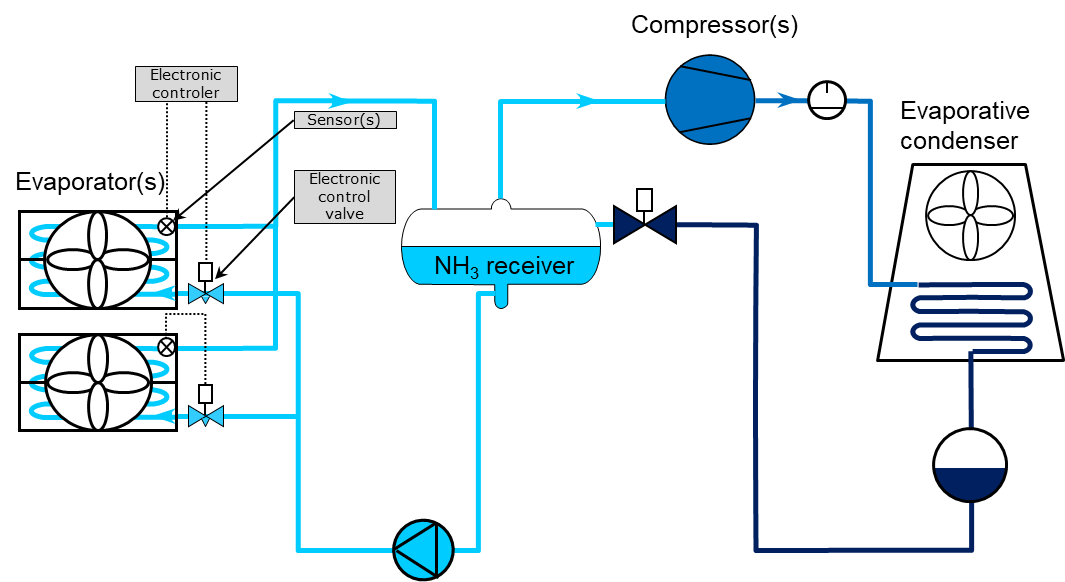 Compressor(s)
Electronic
controler
Sensor(s)
Evaporative
condenser
Evaporator(s)
Electronic
control
valve
NH₃ receiver